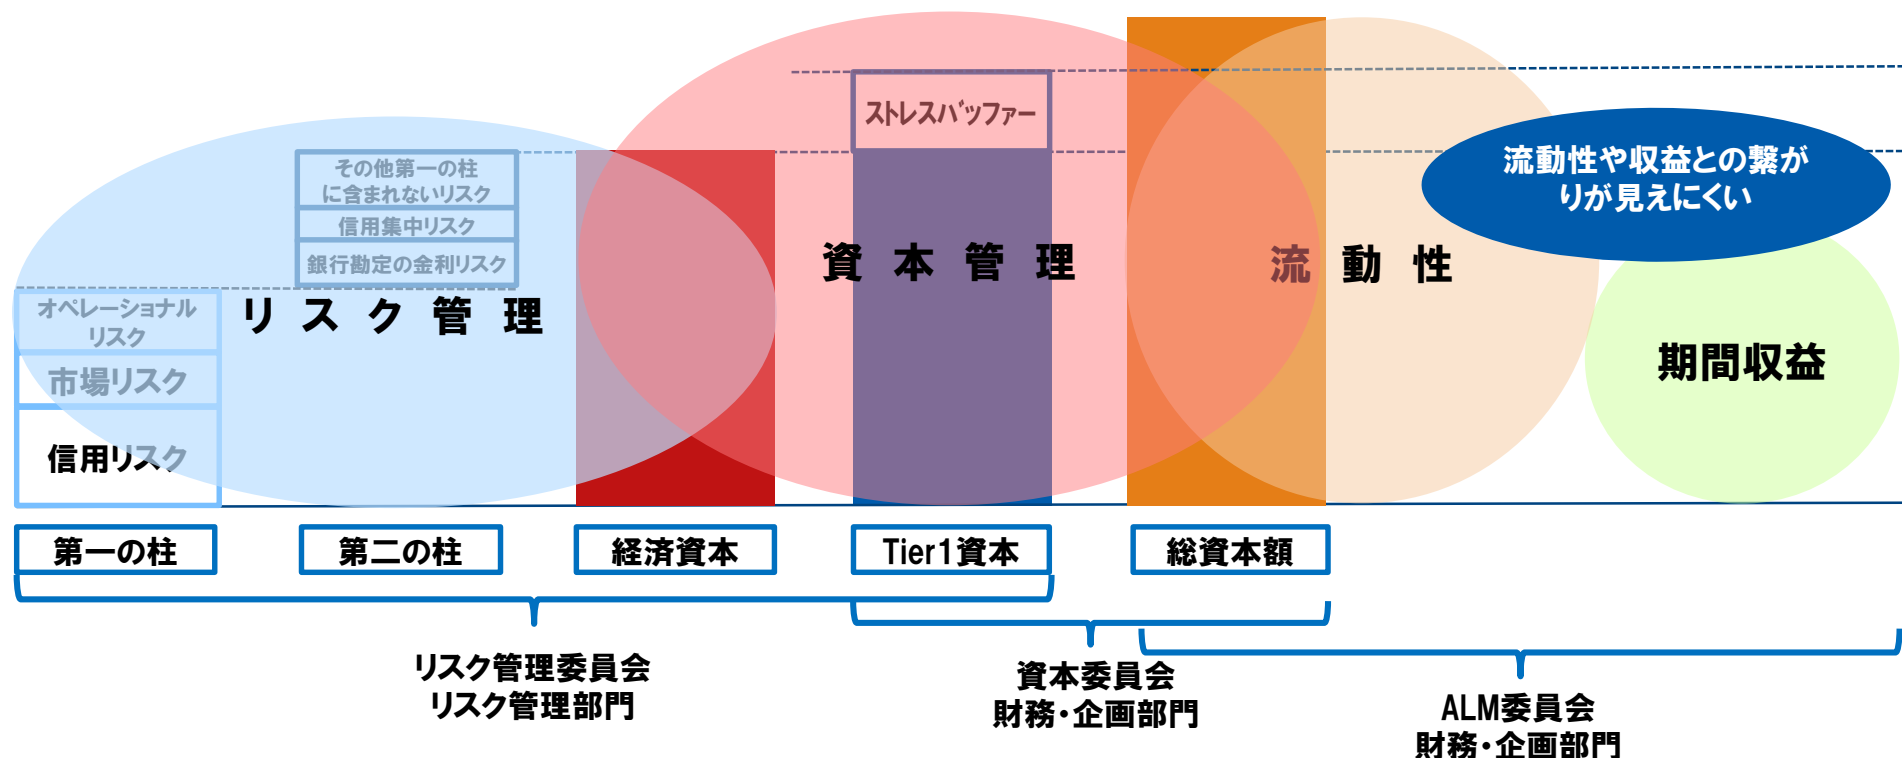 ストレスバッファー
流動性や収益との繋が
りが見えにくい
その他第一の柱
に含まれないリスク
信用集中リスク
銀行勘定の金利リスク
資本管理
流動性
リスク管理
オペレーショナル
リスク
市場リスク
信用リスク
期間収益
第一の柱
第二の柱
経済資本
Tier1資本
総資本額
リスク管理委員会
リスク管理部門
資本委員会
財務・企画部門
ALM委員会
財務・企画部門